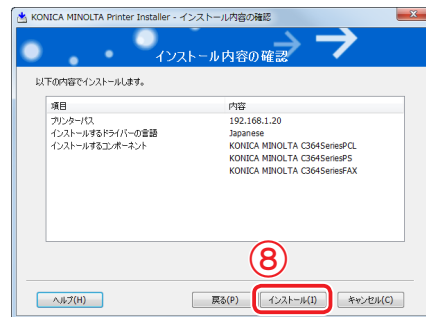 KONICA MINOLTA Printer Installer - インストール内容の確認
インストール内容の確認
以下の内容でインストールします。
項目 内容
プリンターパス 192.168.1.20
インストールするドライバーの言語 Japanese
インストールするコンポーネント KONICA MINOLTA C364SeriesPCL
KONICA MINOLTA C364SeriesPS
KONICA MINOLTA C364SeriesFAX
⑧
ヘルプ(H) 戻る(P) インストール(I) キャンセル(C)